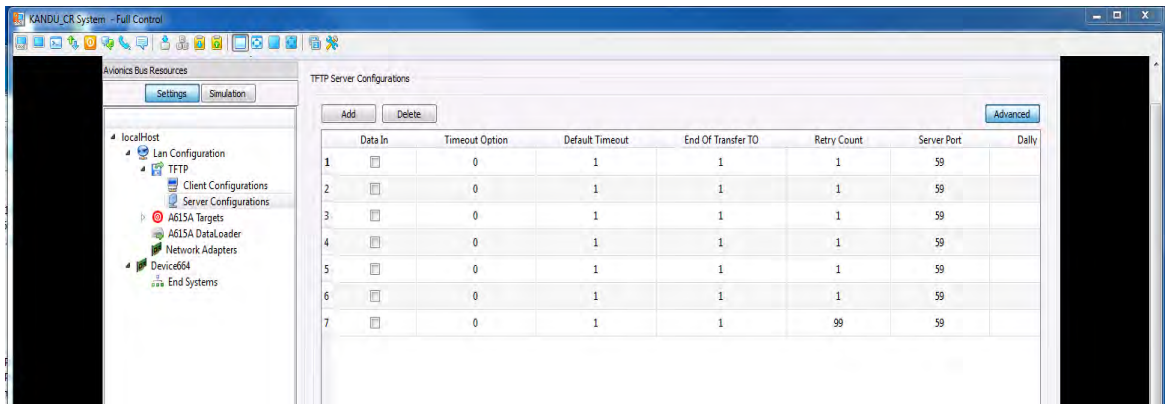 KANDU_CR System - Full Control
Avionics Bus Resources
Settings Simulation
localHost
Lan Configuration
TFTP
Client Configurations
Server Configurations
A615A Targets
A615A DataLoader
Network Adapters
Device664
End Systems
TFTP Server Configurations
Add Delete Advanced
Data In Timeout Option Default Timeout End Of Transfer TO Retry Count Server Port Dally
1 0 1 1 1 59
2 0 1 1 1 59
3 0 1 1 1 59
4 0 1 1 1 59
5 0 1 1 1 59
6 0 1 1 1 59
7 0 1 1 99 59